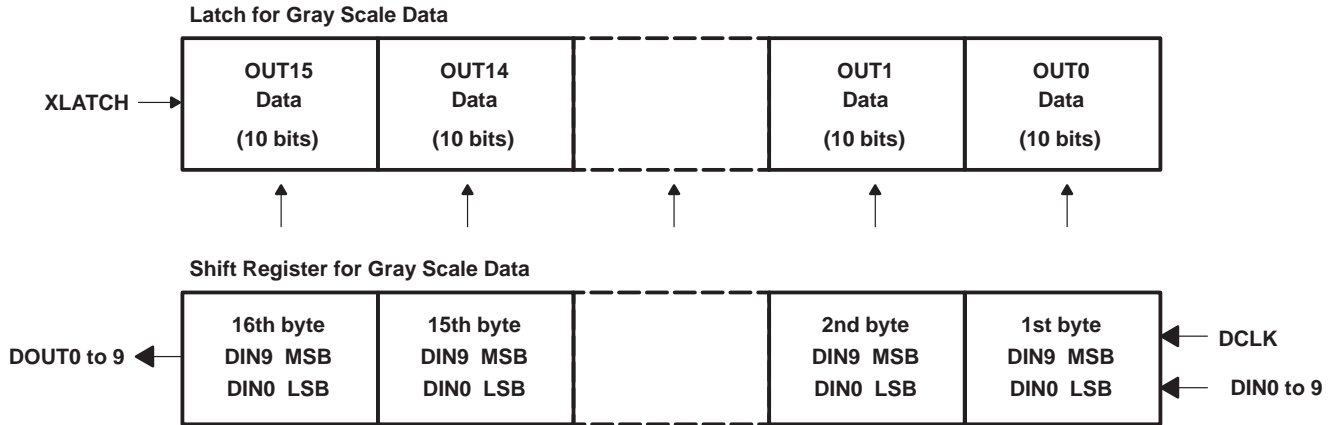 Latch for Gray Scale Data
XLATCH
OUT15
Data
(10 bits)
OUT14
Data
(10 bits)
OUT1
Data
(10 bits)
OUT0
Data
(10 bits)
Shift Register for Gray Scale Data
DOUT0 to 9
16th byte
DIN9 MSB
DIN0 LSB
15th byte
DIN9 MSB
DIN0 LSB
2nd byte
DIN9 MSB
DIN0 LSB
1st byte
DIN9 MSB
DIN0 LSB
DCLK
DIN0 to 9